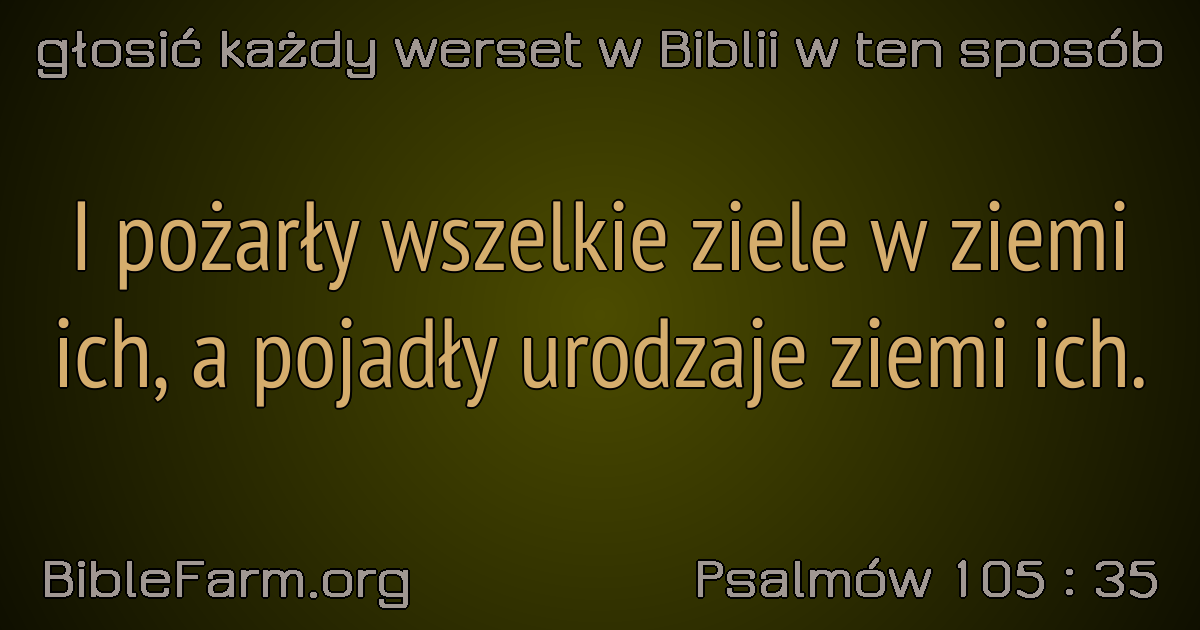 głosić każdy werset w Biblii w ten sposób
I pożarły wszelkie ziele w ziemi
ich, a pojadły urodzaje ziemi ich.
BibleFarm.org
Psalmów 105 : 35